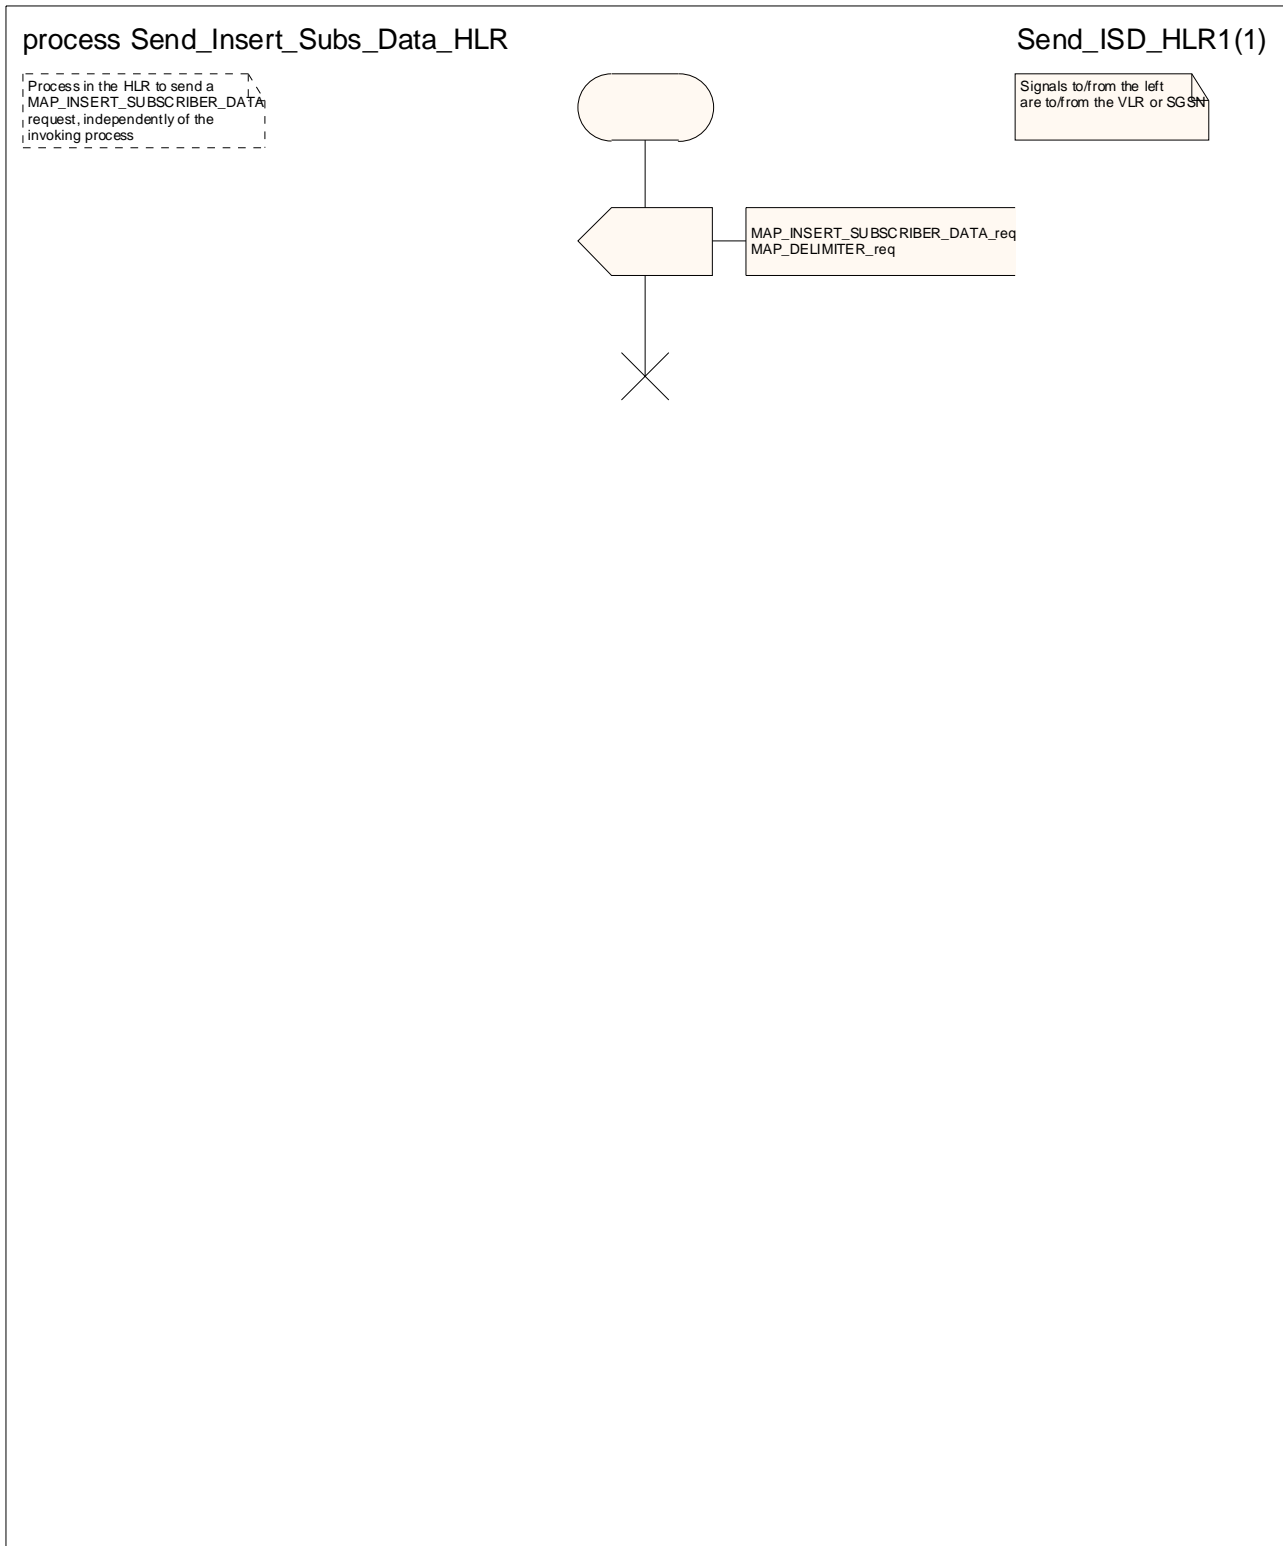 process Send_Insert_Subs_Data_HLR
Send_ISD_HLR1(1)
Process in the HLR to send a
MAP_INSERT_SUBSCRIBER_DATA
request, independently of the
invoking process
Signals to/from the left
are to/from the VLR or SGSN
MAP_INSERT_SUBSCRIBER_DATA_req
MAP_DELIMITER_req